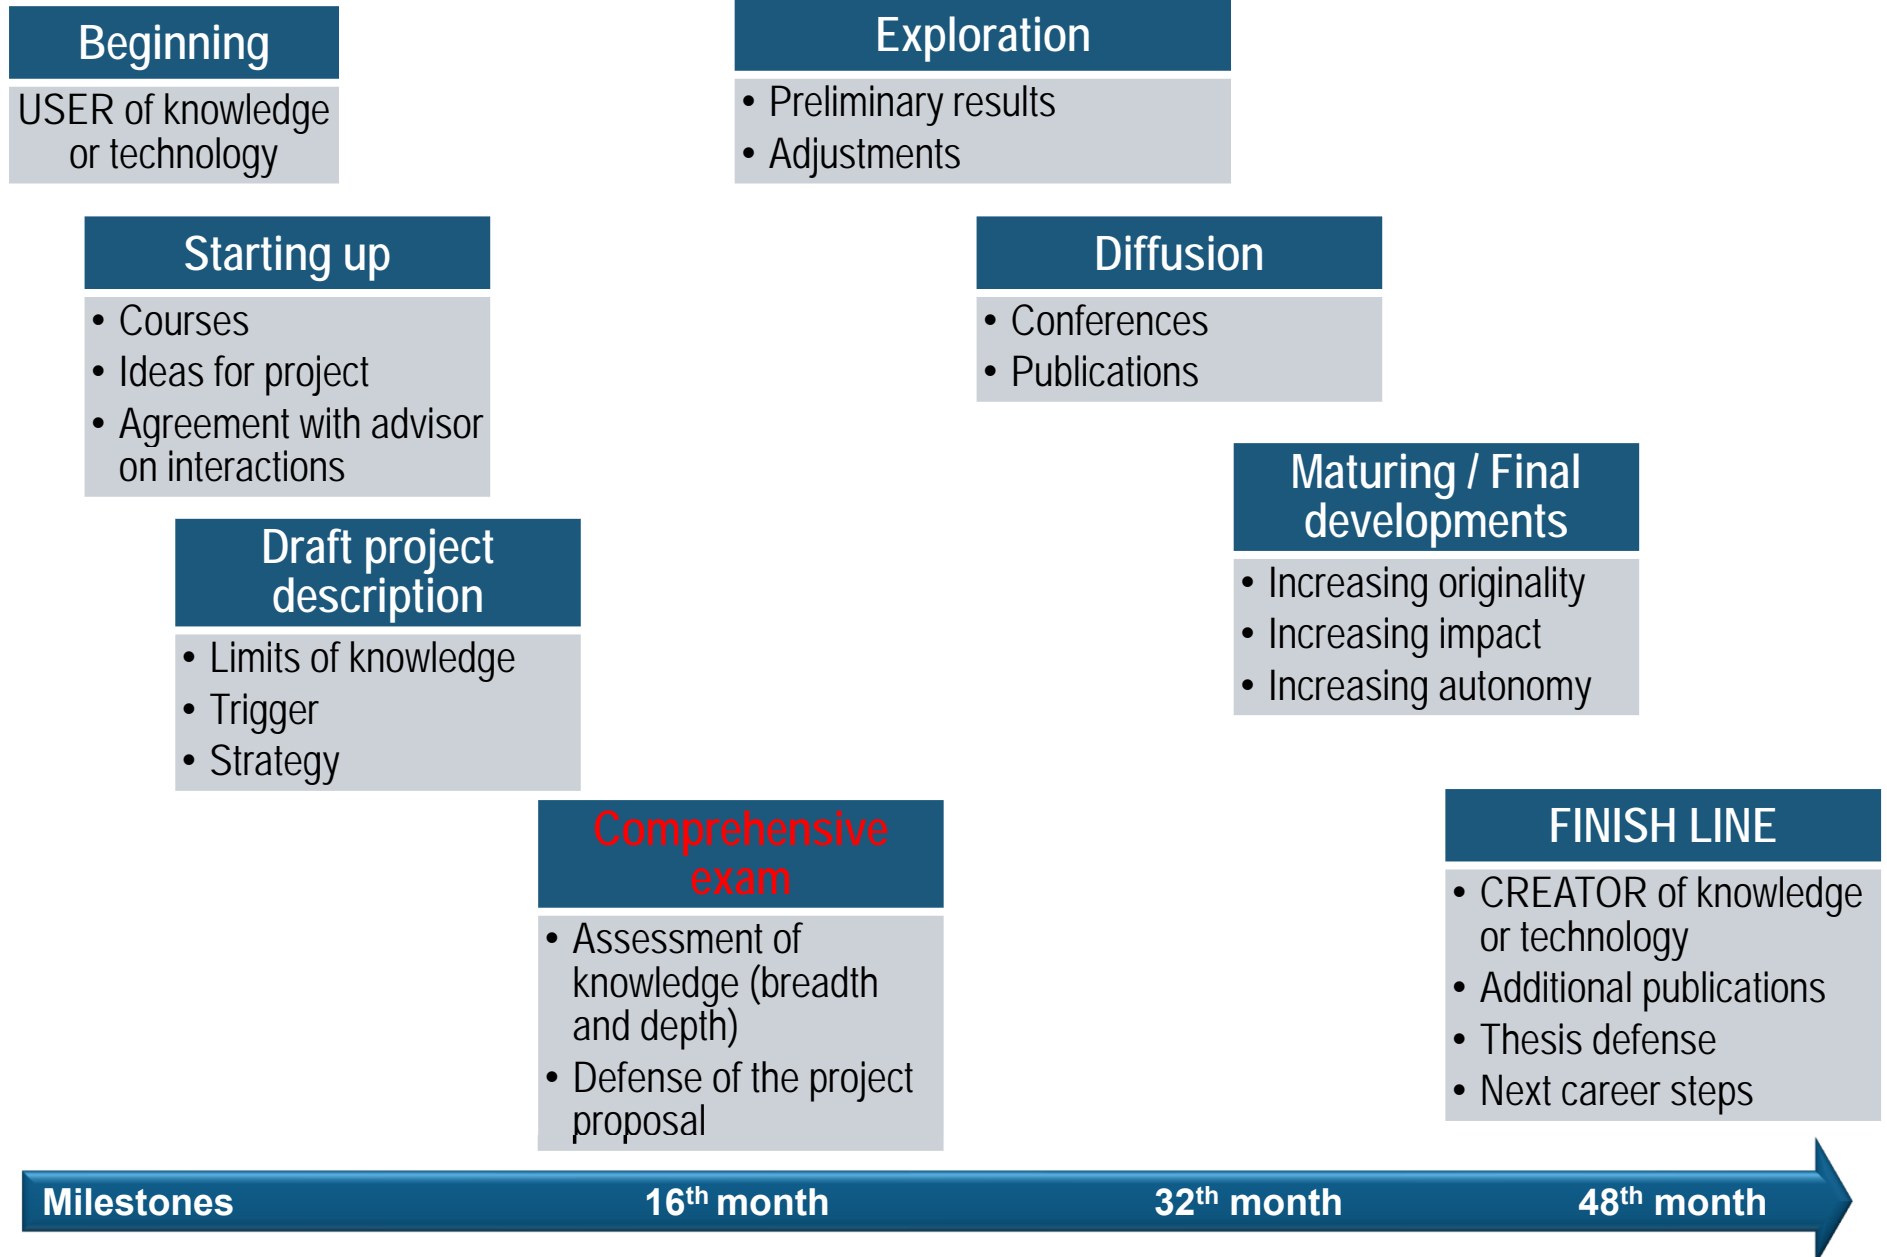 Beginning
USER of knowledge
or technology
Starting up
• Courses
• Ideas for project
• Agreement with advisor
on interactions
Draft project
description
• Limits of knowledge
• Trigger
• Strategy
Comprehensive
exam
• Assessment of
knowledge (breadth
and depth)
• Defense of the project
proposal
Exploration
• Preliminary results
• Adjustments
Diffusion
• Conferences
• Publications
Maturing / Final
developments
• Increasing originality
• Increasing impact
• Increasing autonomy
FINISH LINE
• CREATOR of knowledge
or technology
• Additional publications
• Thesis defense
• Next career steps
Milestones 16th month 32th month 48th month